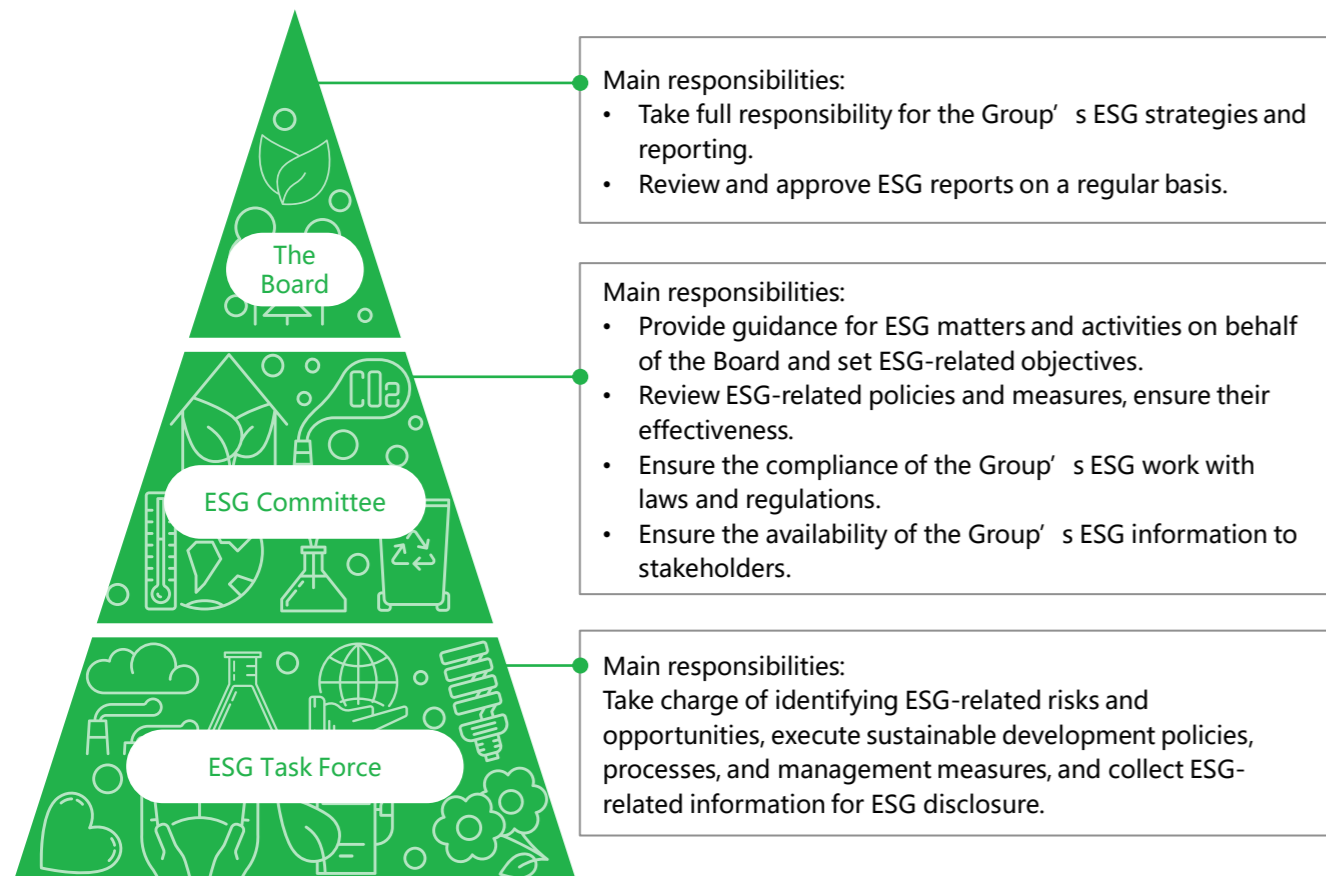 Main responsibilities:
• Take full responsibility for the Group’s ESG strategies and
reporting.
• Review and approve ESG reports on a regular basis.
The
Board
Main responsibilities:
• Provide guidance for ESG matters and activities on behalf
of the Board and set ESG-related objectives.
• Review ESG-related policies and measures, ensure their
effectiveness.
• Ensure the compliance of the Group’s ESG work with
laws and regulations.
• Ensure the availability of the Group’s ESG information to
stakeholders.
CO2
ESG Committee
Main responsibilities:
Take charge of identifying ESG-related risks and
opportunities, execute sustainable development policies,
processes, and management measures, and collect ESG-
related information for ESG disclosure.
ESG Task Force